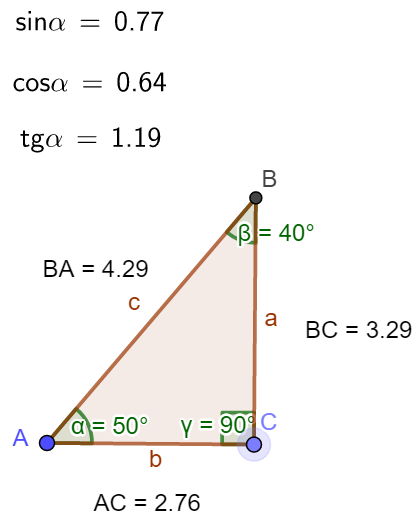 sinα = 0.77
cosα = 0.64
tgα = 1.19
B
β = 40°
BA = 4.29
c
a
BC = 3.29
A
α = 50°
γ = 90°
C
b
AC = 2.76